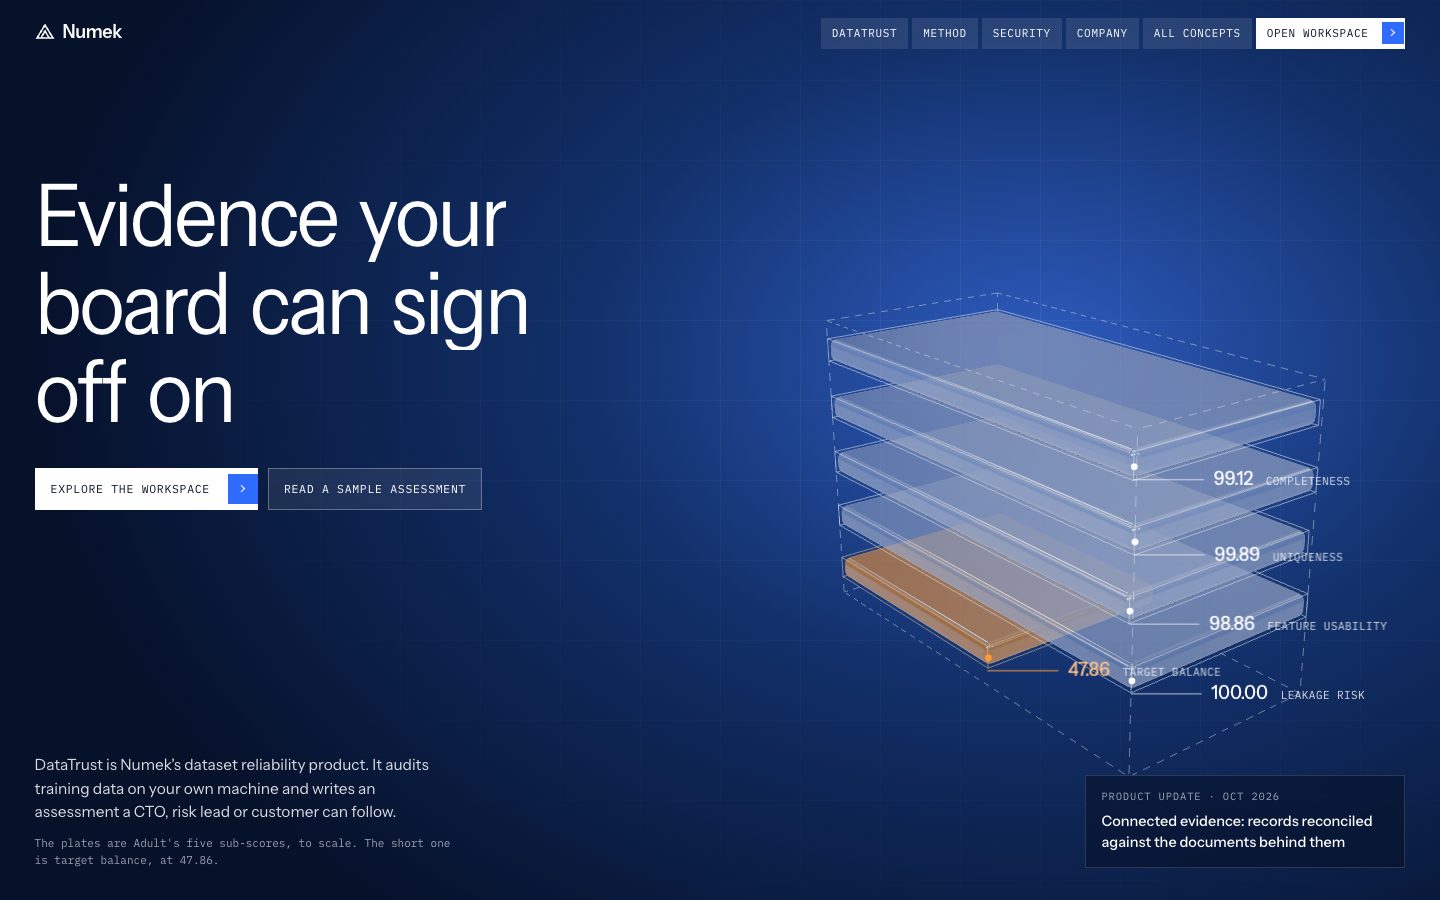 Numek
DATATRUST
METHOD
SECURITY
COMPANY
ALL CONCEPTS
OPEN WORKSPACE
Evidence your
board can sign
off on
EXPLORE THE WORKSPACE
READ A SAMPLE ASSESSMENT
99.12 COMPLETENESS
99.89 UNIQUENESS
98.86 FEATURE USABILITY
47.86 TARGET BALANCE
100.00 LEAKAGE RISK
DataTrust is Numek's dataset reliability product. It audits
training data on your own machine and writes an
assessment a CTO, risk lead or customer can follow.
The plates are Adult's five sub-scores, to scale. The short one
is target balance, at 47.86.
PRODUCT UPDATE · OCT 2026
Connected evidence: records reconciled
against the documents behind them